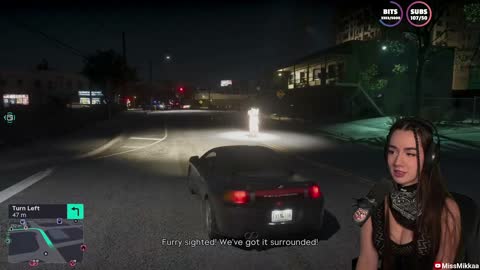 BITS
SUBS
107/50
Turn Left
47 m
Furry sighted! We've got it surrounded!
MissMikkaa